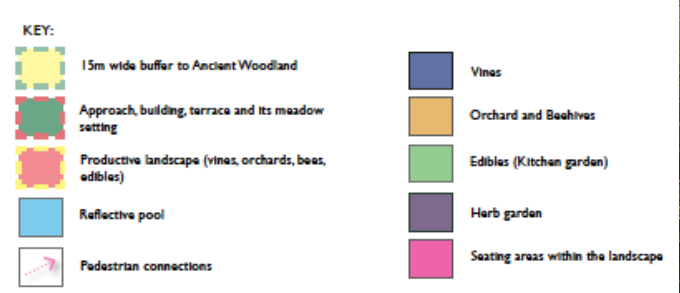 KEY:
15m wide buffer to Ancient Woodland
Approach, building, terrace and its meadow
setting
Productive landscape (vines, orchards, bees,
edibles)
Reflective pool
Pedestrian connections
Vines
Orchard and Beehives
Edibles (Kitchen garden)
Herb garden
Seating areas within the landscape